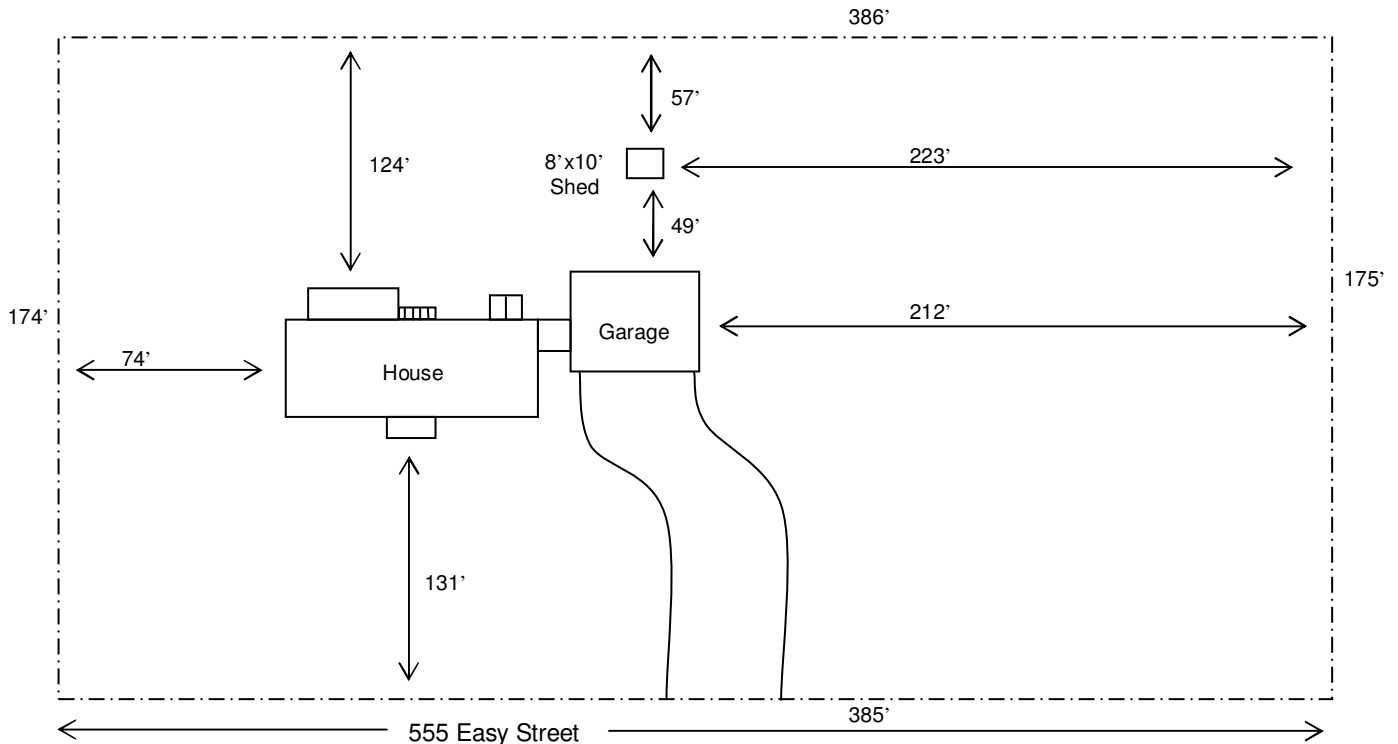 386’
57’
124’
8’x10’
Shed
223’
49’
174’
175’
212’
Garage
74’
House
131’
385’
555 Easy Street